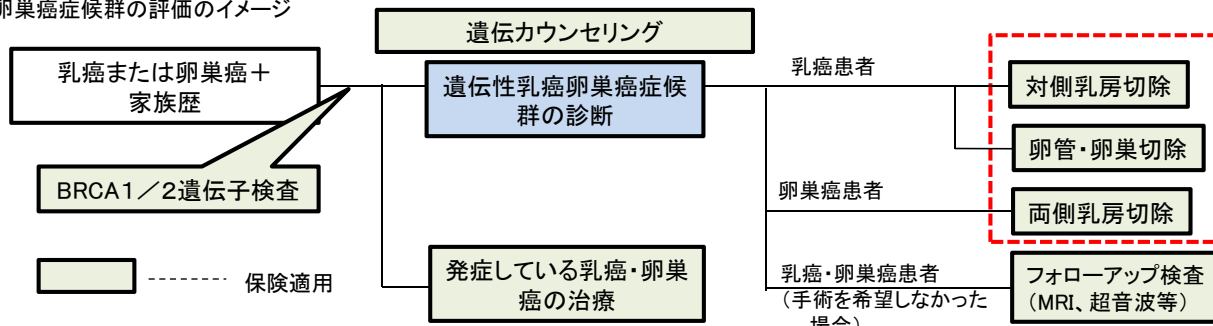 卵巣癌症候群の評価のイメージ
遺伝カウンセリング
乳癌または卵巣癌＋
家族歴
遺伝性乳癌卵巣癌症候
群の診断
乳癌患者
対側乳房切除
卵管・卵巣切除
BRCA1／2遺伝子検査
卵巣癌患者
両側乳房切除
保険適用
発症している乳癌・卵巣
癌の治療
乳癌・卵巣癌患者
（手術を希望しなかった
場合）
フォローアップ検査
（MRI、超音波等）